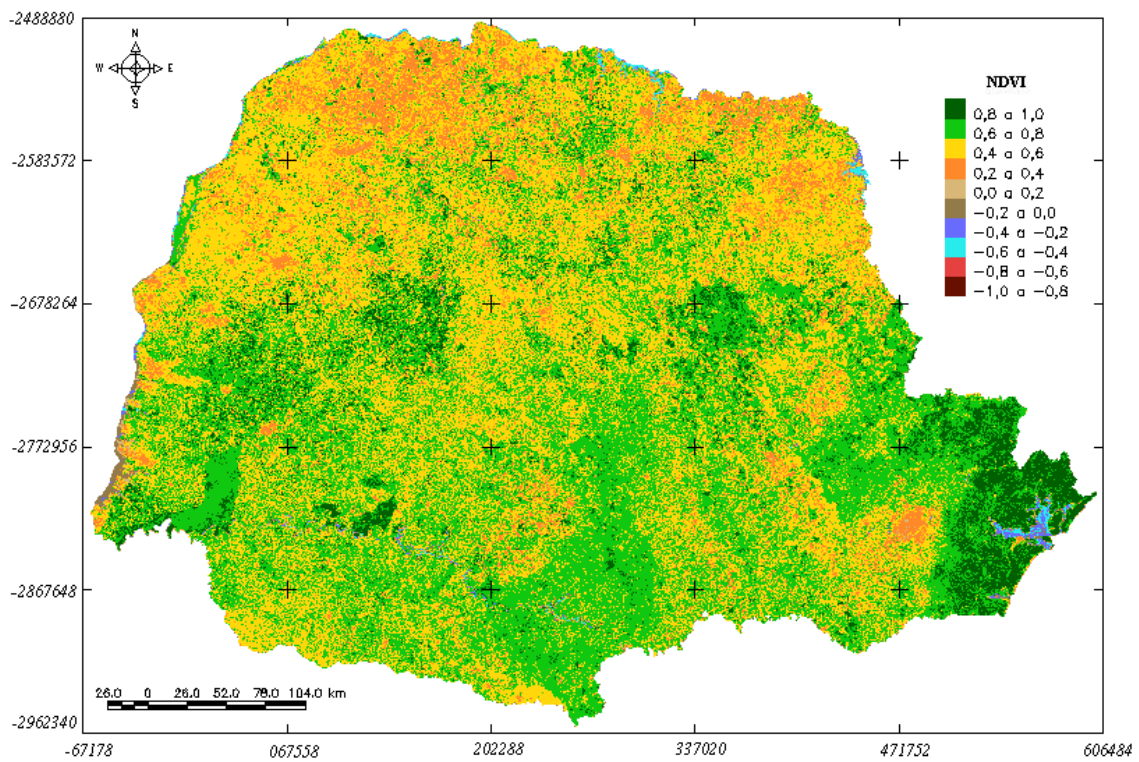 -2488880
N
W E
S
NDVI
0,8 a 1,0
0,6 a 0,8
0,4 a 0,6
0,2 a 0,4
0,0 a 0,2
-0,2 a 0,0
-0,4 a -0,2
-0,6 a -0,4
-0,8 a -0,6
-1,0 a -0,8
-2583572
-2678264
-2772956
-2867648
26.0 0 26.0 52.0 78.0 104.0 km
-2962340
-67178 067558 202288 337020 471752 606484